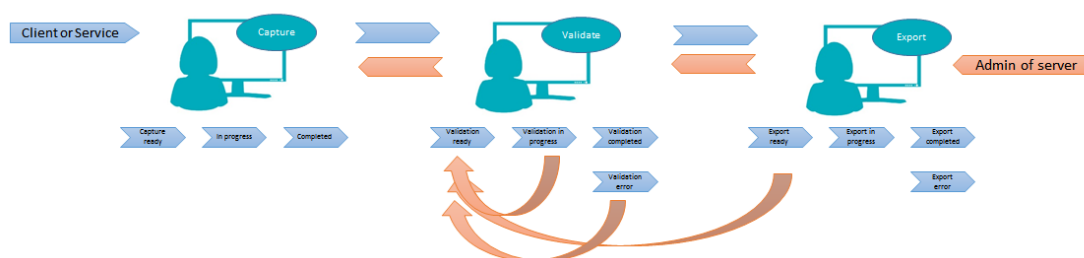 Client or Service
Capture
Validate
Export
Admin of server
Capture
ready
In progress
Completed
Validation
ready
Validation in
progress
Validation
completed
Validation
error
Export
ready
Export in
progress
Export
completed
Export
error